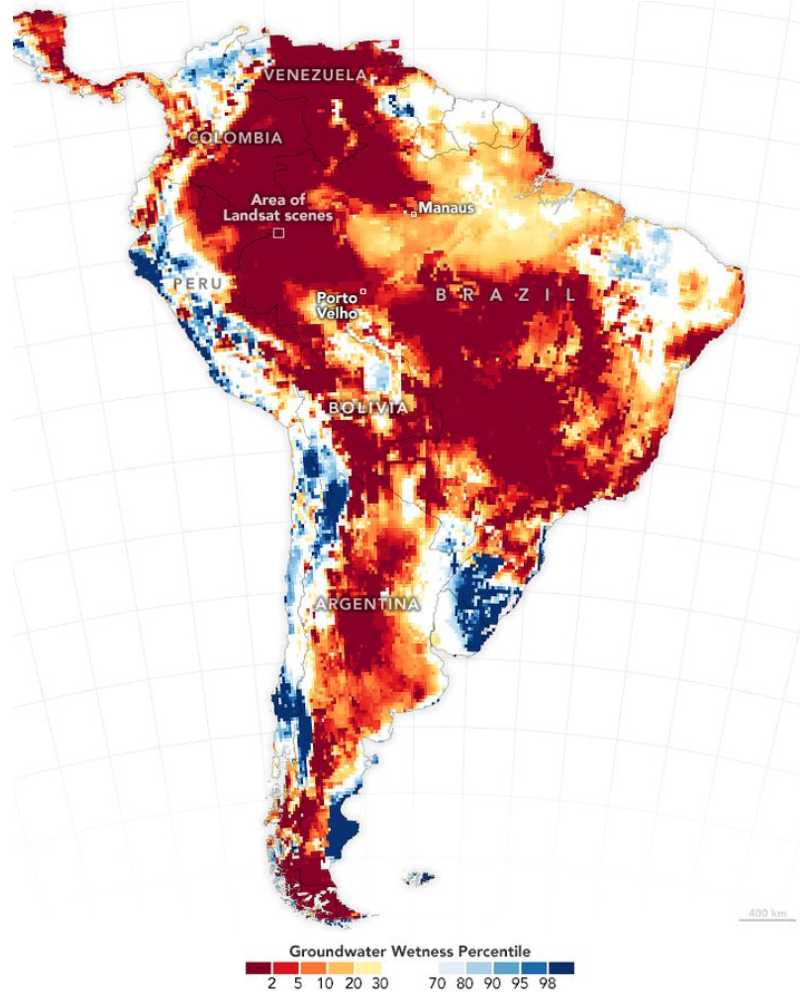 VENEZUELA
COLOMBIA
Area of
Landsat scenes
Manaus
PERU
BRAZIL
Porto
Velho
BOLIVIA
ARGENTINA
400 km
Groundwater Wetness Percentile
2 5 10 20 30 70 80 90 95 98